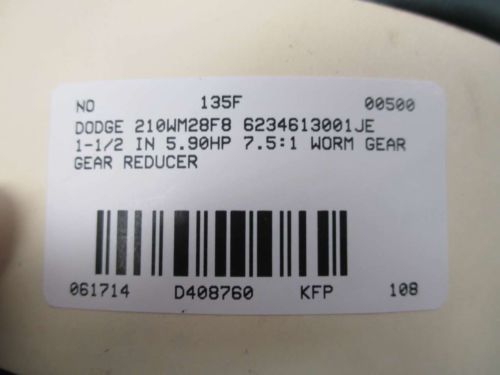 NO 135F 00500
DODGE 210WM28F8 6234613001JE
1-1/2 IN 5.90HP 7.5:1 WORM GEAR
GEAR REDUCER
061714 D408760 KFP 108